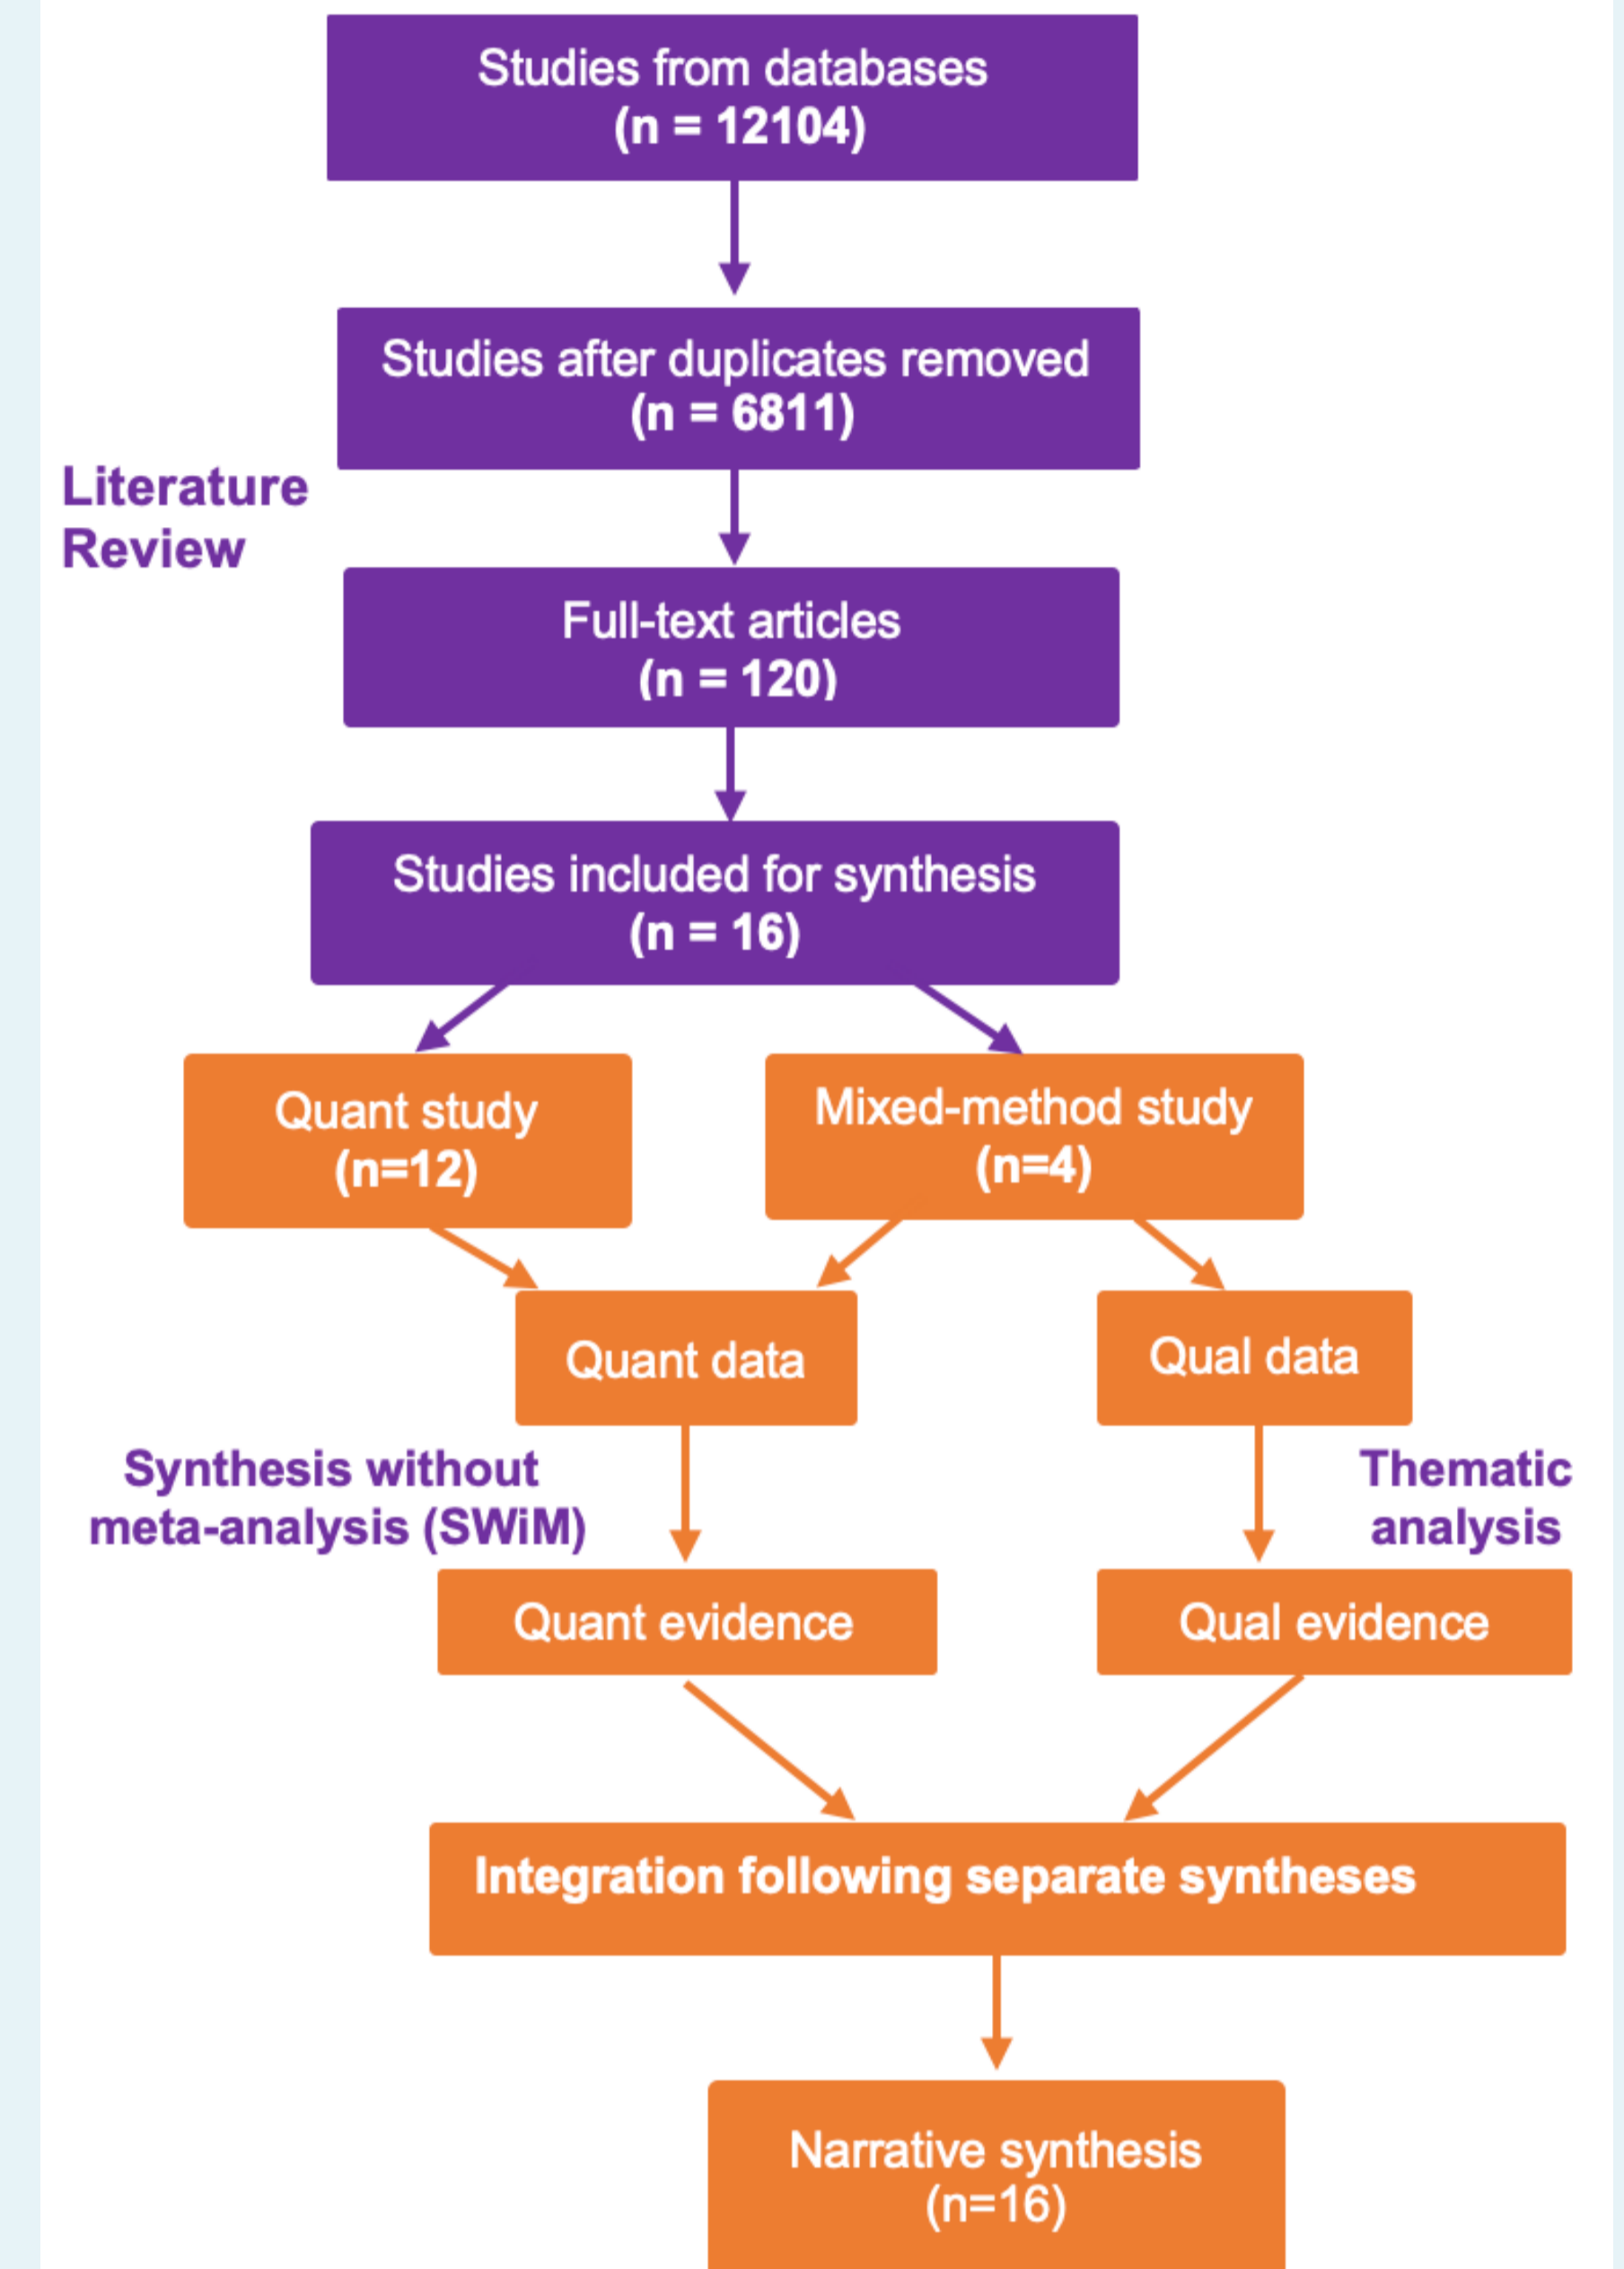 Studies from databases
(n = 12104)
Studies after duplicates removed
(n = 6811)
Literature
Review
Full-text articles
(n = 120)
Studies included for synthesis
(n = 16)
Quant study
(n=12)
Mixed-method study
(n=4)
Quant data
Qual data
Synthesis without
meta-analysis (SWiM)
Thematic
analysis
Quant evidence
Qual evidence
Integration following separate syntheses
Narrative synthesis
(n=16)